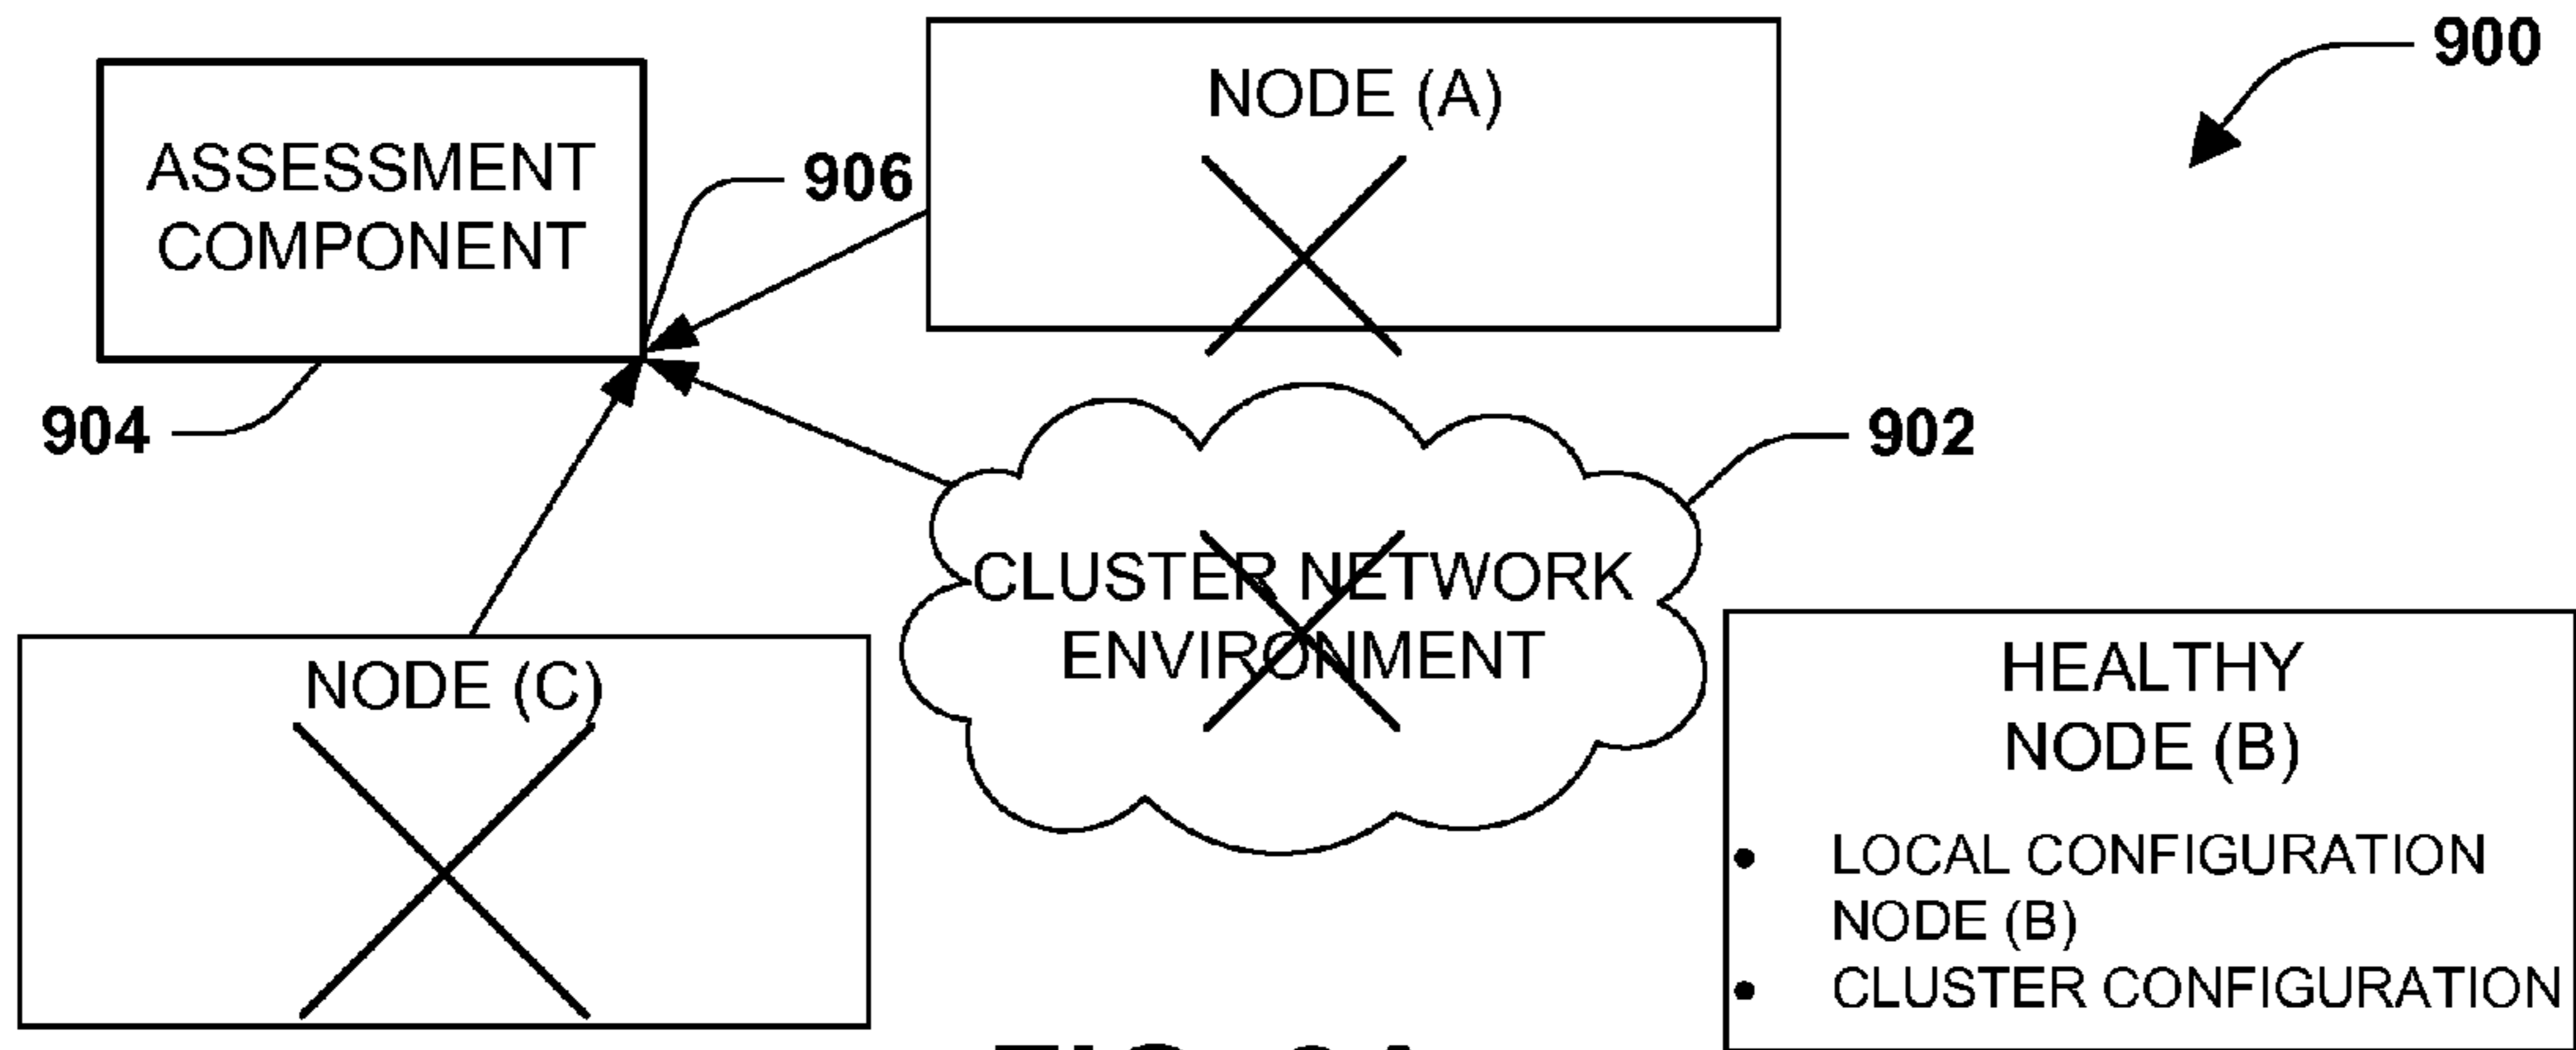 900
NODE (A)
ASSESSMENT
COMPONENT
906
904
902
CLUSTER NETWORK
ENVIRONMENT
NODE (C)
HEALTHY
NODE (B)
• LOCAL CONFIGURATION
NODE (B)
• CLUSTER CONFIGURATION